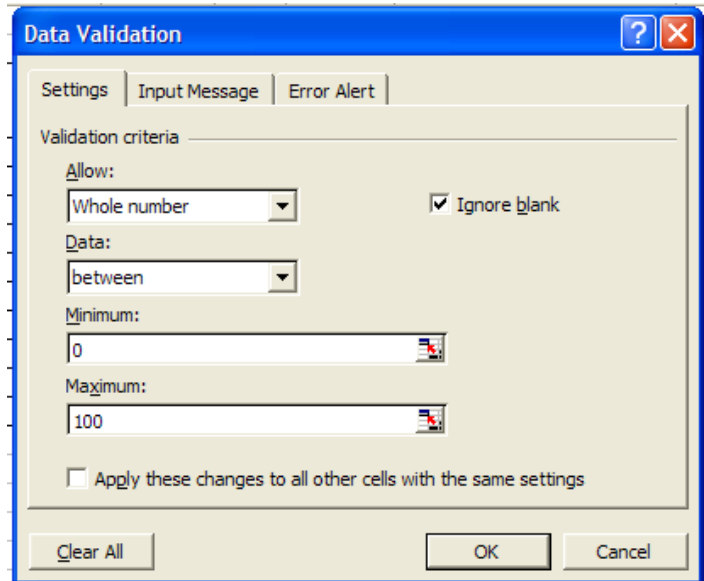 Data Validation
Settings Input Message Error Alert
Validation criteria
Allow:
Whole number Ignore blank
Data:
between
Minimum:
0
Maximum:
100
Apply these changes to all other cells with the same settings
Clear All OK Cancel